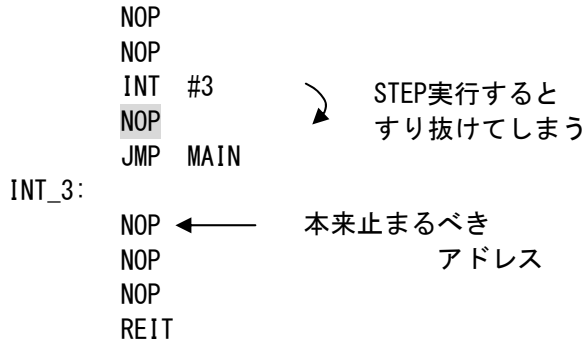 NOP
NOP
INT #3
STEP実行すると
NOP
すり抜けてしまう
JMP MAIN
INT_3:
NOP
本来止まるべき
NOP
アドレス
NOP
REIT